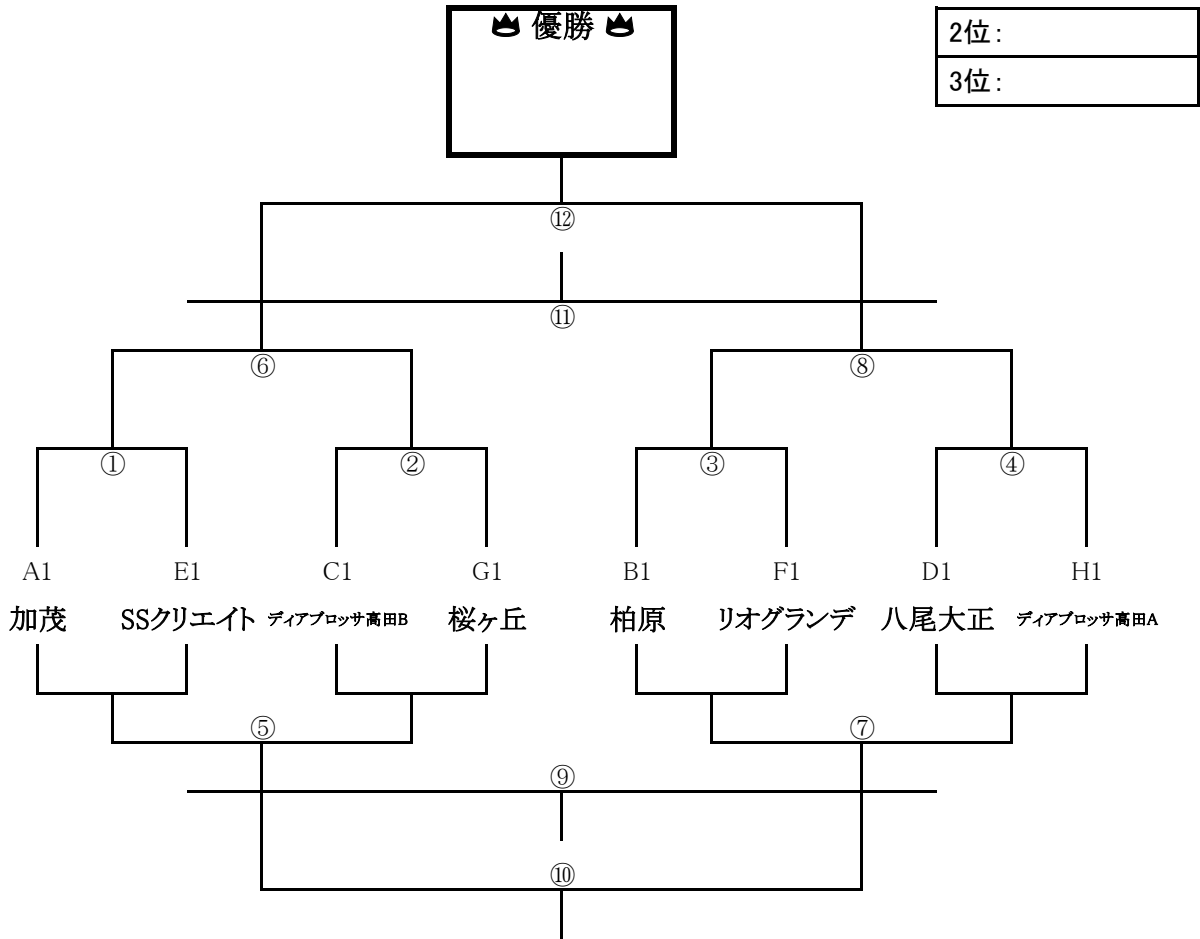 優勝
2位：
3位：
⑫
⑪
⑥ ⑧
① ② ③ ④
A1 E1 C1 G1 B1 F1 D1 H1
加茂 SSクリエイト ディアブロッサ高田B 桜ヶ丘 柏原 リオグランデ 八尾大正 ディアブロッサ高田A
⑤ ⑦
⑨
⑩